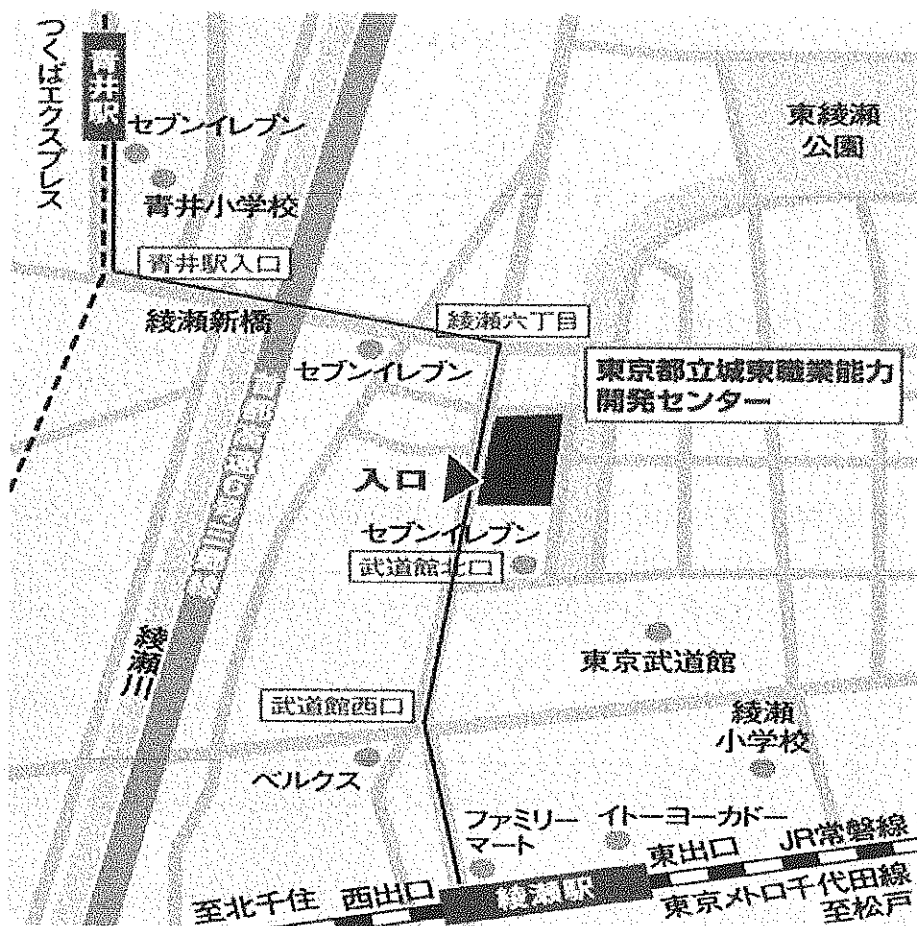 つくばエクスプレス
青井駅
セブンイレブン
青井小学校
東綾瀬
公園
青井駅入口
綾瀬新橋
綾瀬六丁目
セブンイレブン
東京都立城東職業能力
開発センター
入口
セブンイレブン
武道館北口
綾瀬川
東京武道館
武道館西口
綾瀬
小学校
ベルクス
ファミリー
マート
イトーヨーカドー
東出口
JR常磐線
至北千住
西出口
綾瀬駅
東京メトロ千代田線
至松戸